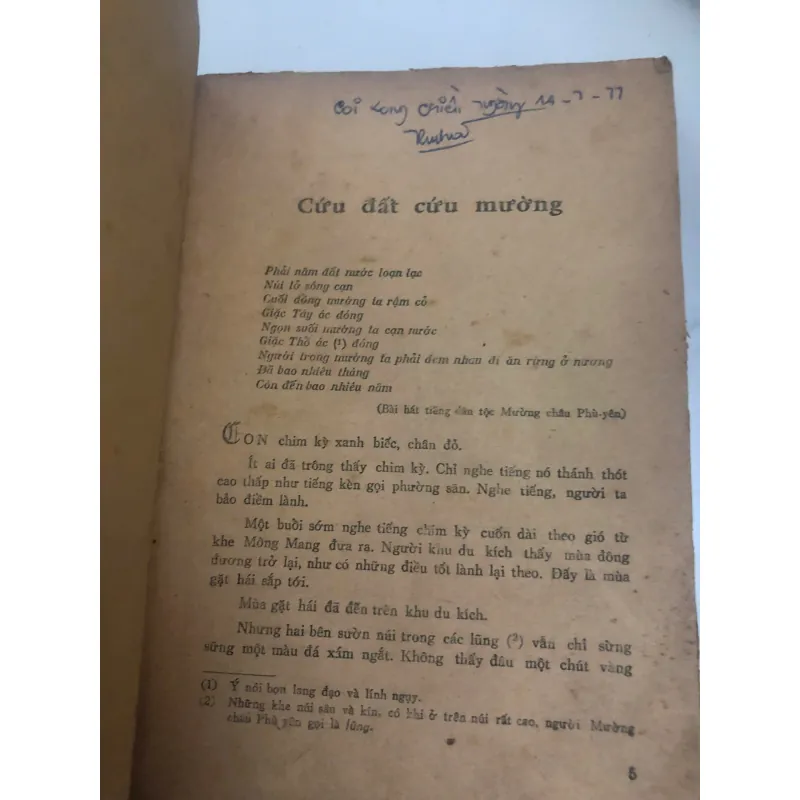 Coi xong chiều ngày 14-7-77
Cứu đất cứu mường
Phải năm đất nước loạn lạc
Núi lở sông cạn
Cuối đồng mường ta rậm cỏ
Giặc Tây ác đóng
Ngọn suối mường ta cạn nước
Giặc Thồ ác (¹) đóng
Người trong mường ta phải đem nhau đi ăn rừng ở nương
Đã bao nhiêu tháng
Còn đến bao nhiêu năm
(Bài hát tiếng dân tộc Mường châu Phù-yên)
CON chim kỳ xanh biếc, chân đỏ.
Ít ai đã trông thấy chim kỳ. Chỉ nghe tiếng nó thánh thót
cao thấp như tiếng kèn gọi phường săn. Nghe tiếng, người ta
bảo điềm lành.
Một buổi sớm nghe tiếng chim kỳ cuốn dài theo gió từ
khe Mông Mang đưa ra. Người khu du kích thấy mùa đông
đương trở lại, như có những điều tốt lành lại theo. Đấy là mùa
gặt hái sắp tới.
Mùa gặt hái đã đến trên khu du kích.
Nhưng hai bên sườn núi trong các lũng (²) vẫn chỉ sừng
sững một màu đá xám ngắt. Không thấy đâu một chút vàng
(1) Ý nói bọn lang đạo và lính ngụy.
(2) Những khe núi sâu và kín, có khi ở trên núi rất cao, người Mường
châu Phù yên gọi là lũng.
5